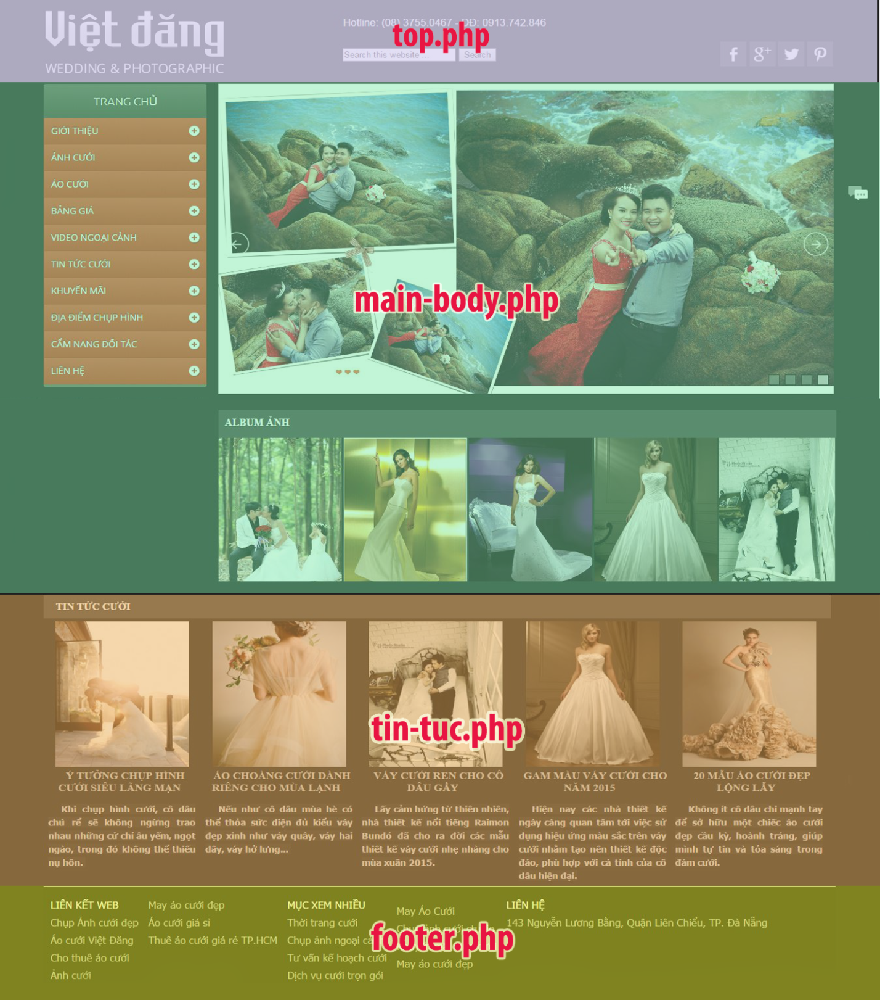 Việt đăng
WEDDING & PHOTOGRAPHIC
Hotline: (08) 3755.0467 - DĐ: 0913.742.846
top.php
Search this website ...
Search
TRANG CHỦ
GIỚI THIỆU
ẢNH CƯỚI
ÁO CƯỚI
BẢNG GIÁ
VIDEO NGOẠI CẢNH
TIN TỨC CƯỚI
KHUYẾN MÃI
ĐỊA ĐIỂM CHỤP HÌNH
CẨM NANG ĐỐI TÁC
LIÊN HỆ
main-body.php
ALBUM ẢNH
TIN TỨC CƯỚI
tin-tuc.php
Ý TƯỞNG CHỤP HÌNH
CƯỚI SIÊU LÃNG MẠN
Khi chụp hình cưới, cô dâu
chú rể sẽ không ngừng trao
nhau những cử chỉ âu yếm, ngọt
ngào, trong đó không thể thiếu
nụ hôn.
ÁO CHOÀNG CƯỚI DÀNH
RIÊNG CHO MÙA LẠNH
Nếu như cô dâu mùa hè có
thể thỏa sức diện đủ kiểu váy
đẹp xinh như váy quây, váy hai
dây, váy hở lưng...
VÁY CƯỚI REN CHO CÔ
DÂU GẦY
Lấy cảm hứng từ thiên nhiên,
nhà thiết kế nổi tiếng Raimon
Bundó đã cho ra đời các mẫu
thiết kế váy cưới nhẹ nhàng cho
mùa xuân 2015.
GAM MÀU VÁY CƯỚI CHO
NĂM 2015
Hiện nay các nhà thiết kế
ngày càng quan tâm tới việc sử
dụng hiệu ứng màu sắc trên váy
cưới nhằm tạo nên thiết kế độc
đáo, phù hợp với cá tính của cô
dâu hiện đại.
20 MẪU ÁO CƯỚI ĐẸP
LỘNG LẪY
Không ít cô dâu chi mạnh tay
để sở hữu một chiếc áo cưới
đẹp cầu kỳ, hoành tráng, giúp
mình tự tin và tỏa sáng trong
đám cưới.
LIÊN KẾT WEB
Chụp Ảnh cưới đẹp
Áo cưới Việt Đăng
Cho thuê áo cưới
Ảnh cưới
May áo cưới đẹp
Áo cưới giá sỉ
Thuê áo cưới giá rẻ TP.HCM
MỤC XEM NHIỀU
Thời trang cưới
Chụp ảnh ngoại
Tư vấn kế hoạch cưới
Dịch vụ cưới trọn gói
May Áo Cưới
Chụp ảnh cưới
footer.php
May áo cưới đẹp
LIÊN HỆ
143 Nguyễn Lương Bằng, Quận Liên Chiểu, TP. Đà Nẵng